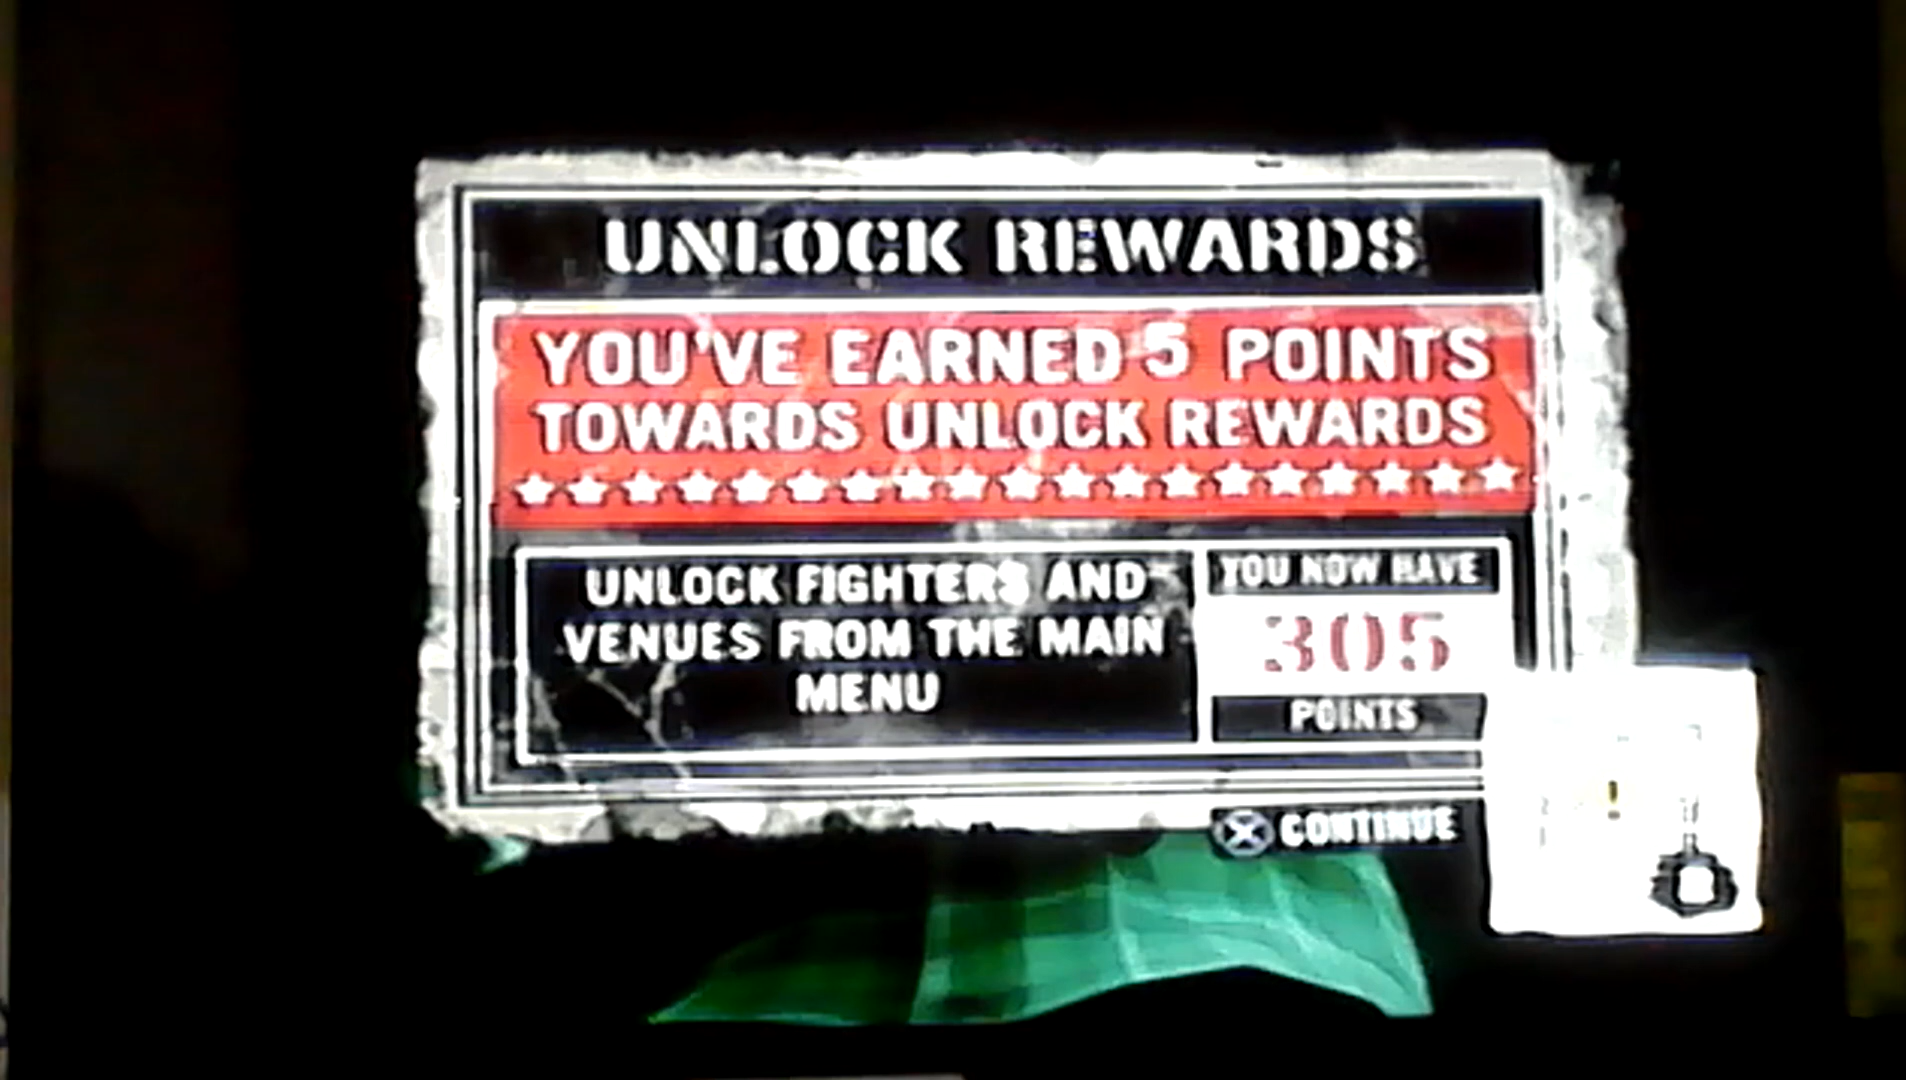 UNLOCK REWARDS
YOU'VE EARNED 5 POINTS
TOWARDS UNLOCK REWARDS
UNLOCK FIGHTERS AND
VENUES FROM THE MAIN
MENU
YOU NOW HAVE
305
POINTS
CONTINUE